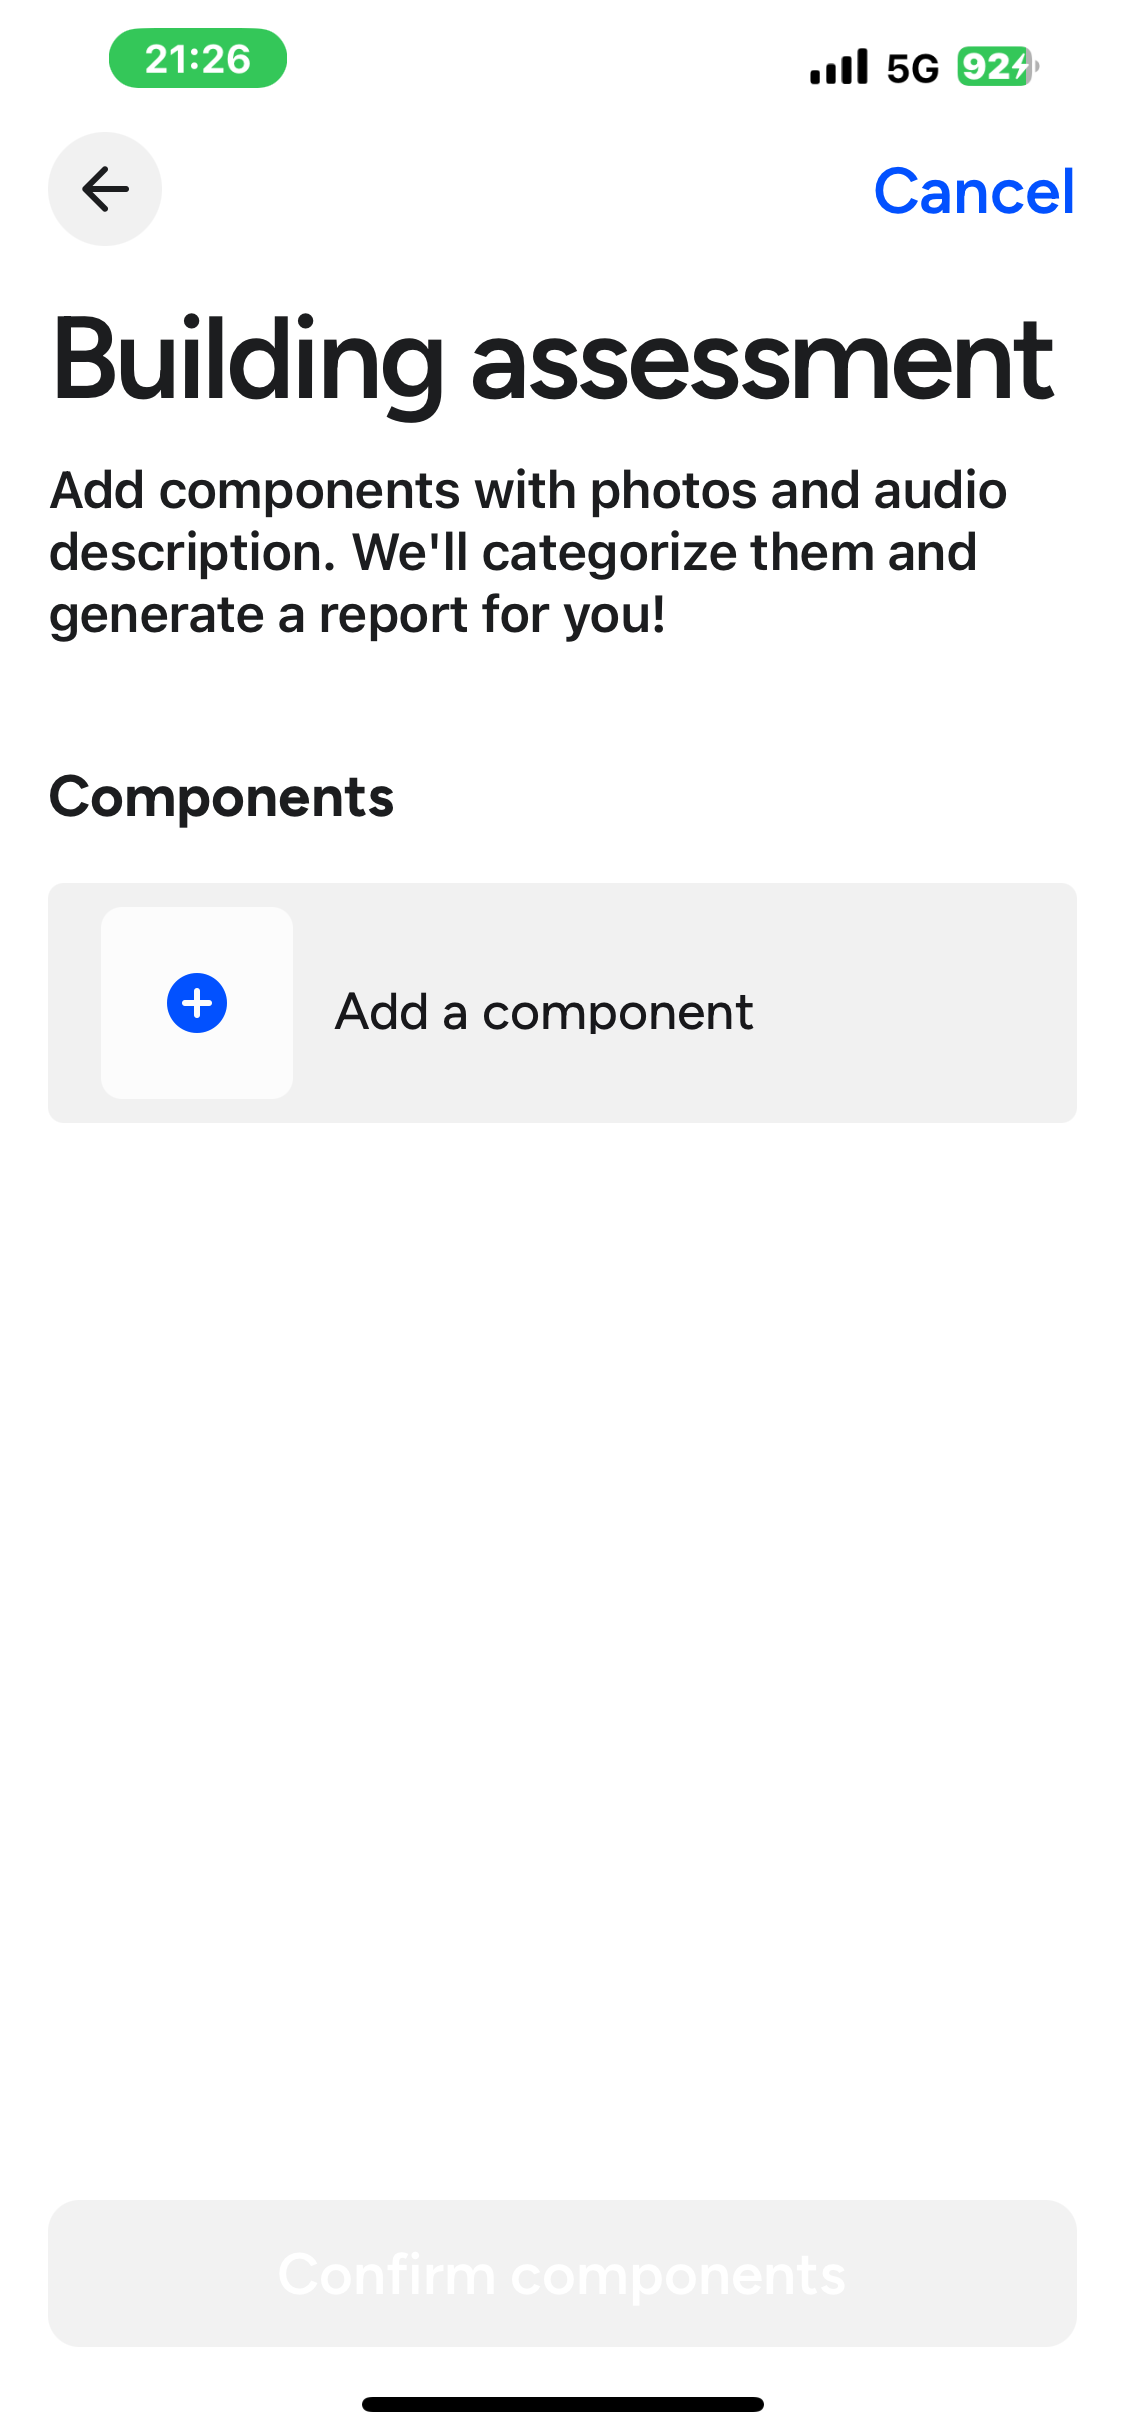 21:26
5G
92
Cancel
Building assessment
Add components with photos and audio
description. We'll categorize them and
generate a report for you!
Components
Add a component
Confirm components